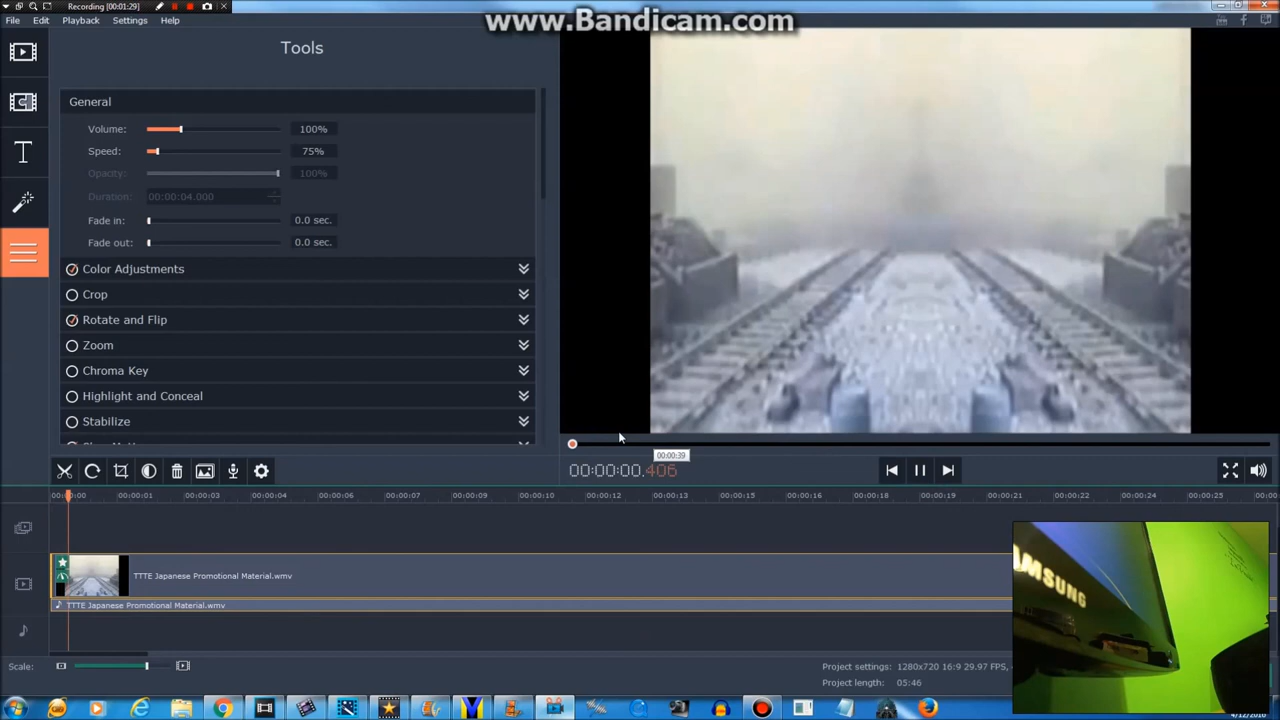 Recording [00:01:29]
www.Bandicam.com
File Edit Playback Settings Help
Tools
General
Volume: 100%
Speed: 75%
Opacity: 100%
Duration: 00:00:04.000
Fade in: 0.0 sec.
Fade out: 0.0 sec.
Color Adjustments
Crop
Rotate and Flip
Zoom
Chroma Key
Highlight and Conceal
Stabilize
00:00:39
00:00:00.406
00:00:01 00:00:03 00:00:04 00:00:06 00:00:07 00:00:09 00:00:10 00:00:12 00:00:13 00:00:15 00:00:16 00:00:18 00:00:19 00:00:21 00:00:22 00:00:24 00:00:25
TTTE Japanese Promotional Material.wmv
TTTE Japanese Promotional Material.wmv
AMSUNG
Scale:
Project settings: 1280x720 16:9 29.97 FPS,
Project length: 05:46